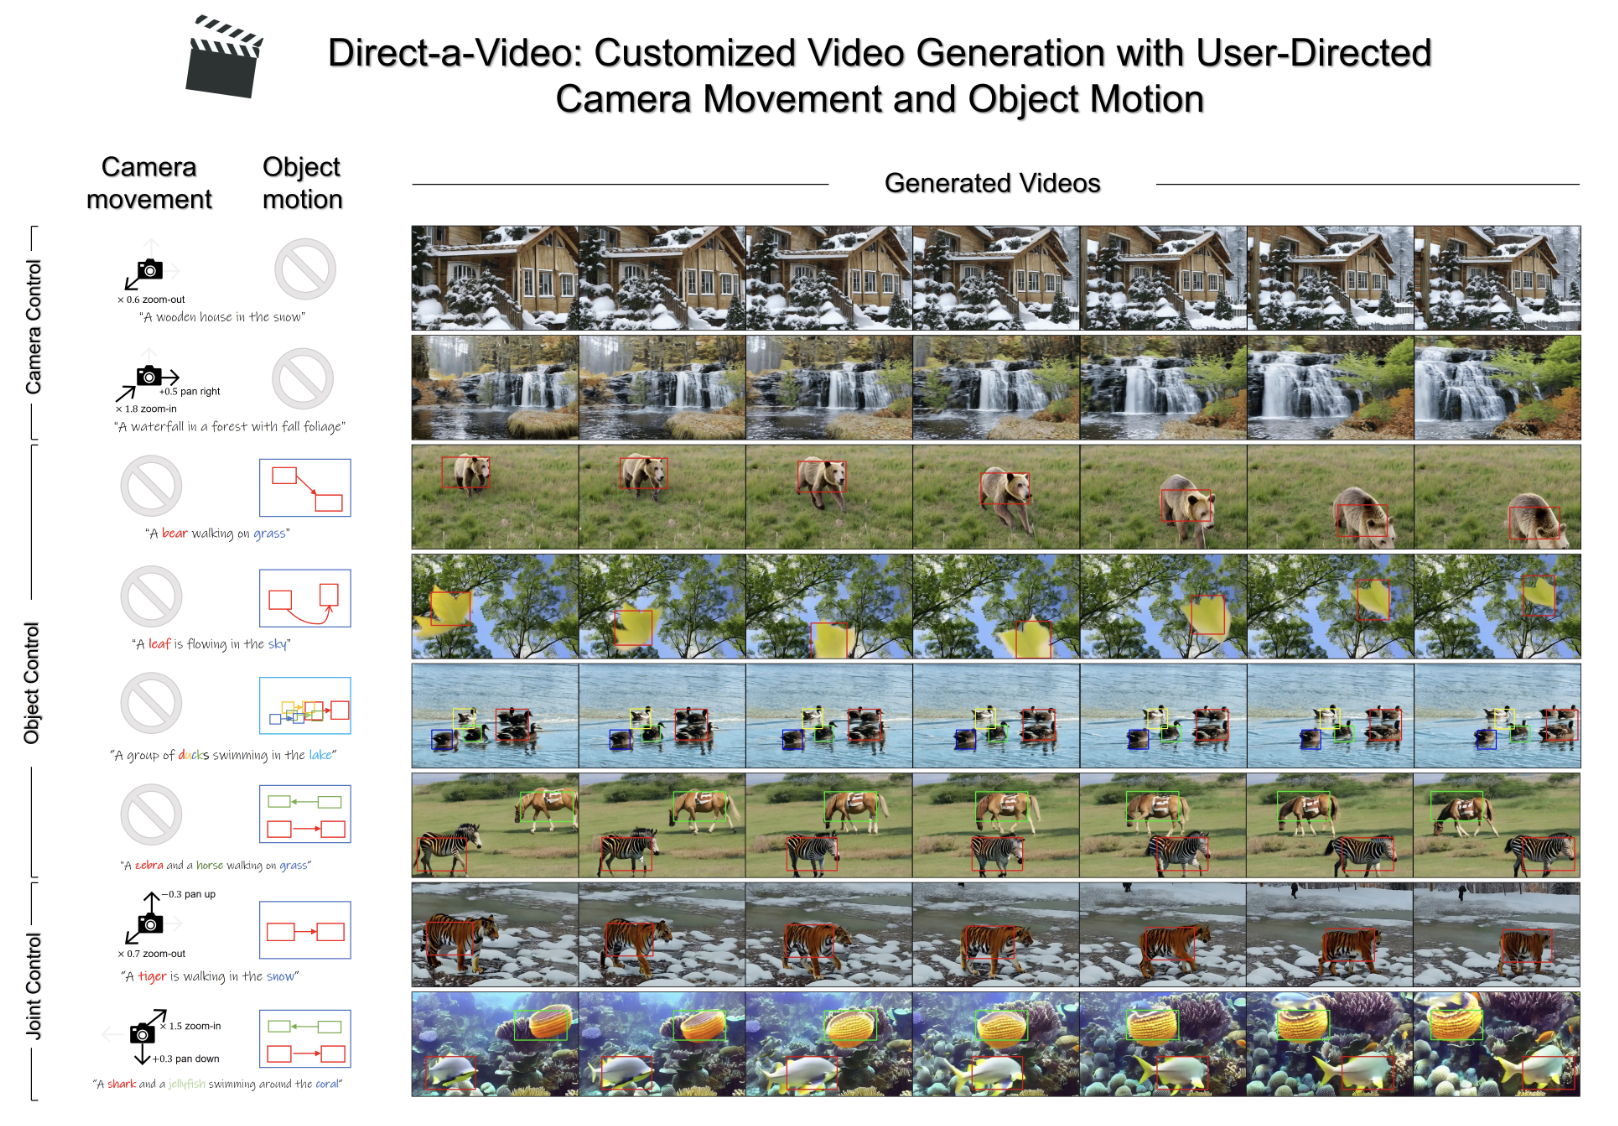 Direct-a-Video: Customized Video Generation with User-Directed
Camera Movement and Object Motion
Camera
movement
Object
motion
Generated Videos
Camera Control
× 0.6 zoom-out
"A wooden house in the snow"
+0.5 pan right
× 1.8 zoom-in
"A waterfall in a forest with fall foliage"
Object Control
"A bear walking on grass"
"A leaf is flowing in the sky"
"A group of ducks swimming in the lake"
"A zebra and a horse walking on grass"
Joint Control
−0.3 pan up
× 0.7 zoom-out
"A tiger is walking in the snow"
× 1.5 zoom-in
+0.3 pan down
"A shark and a jellyfish swimming around the coral"